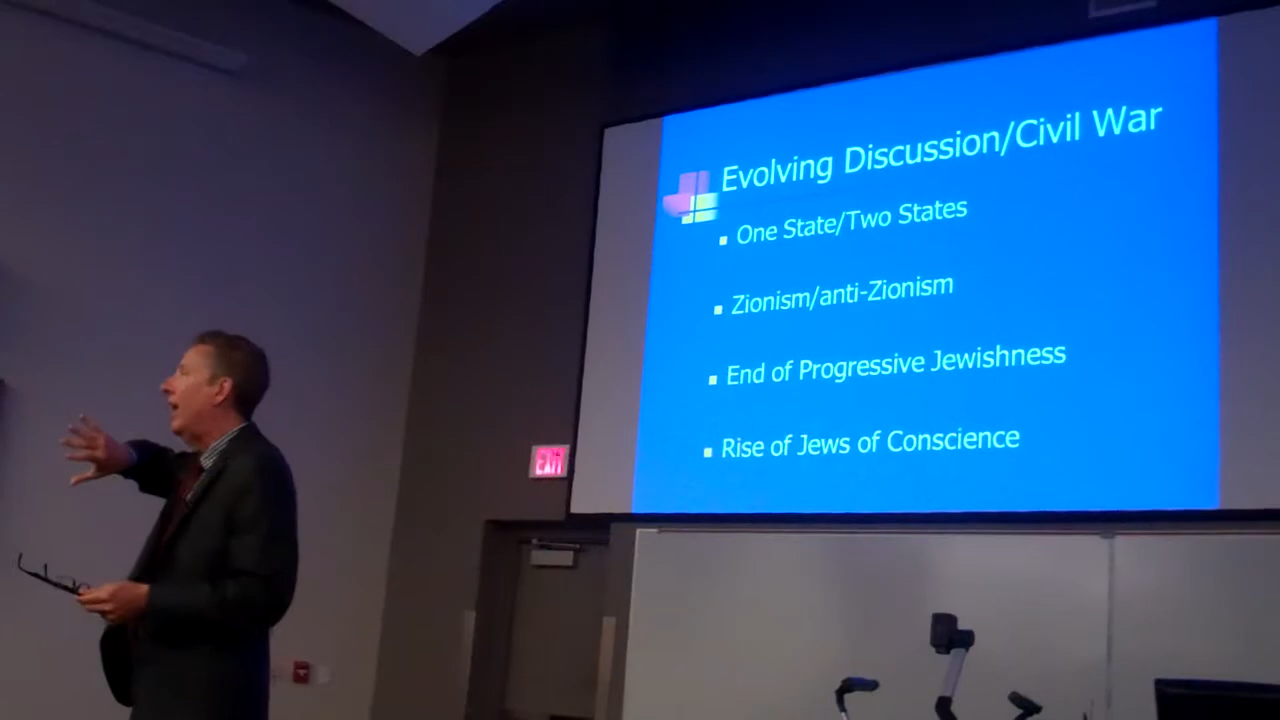 Evolving Discussion/Civil War
One State/Two States
Zionism/anti-Zionism
End of Progressive Jewishness
Rise of Jews of Conscience
EXIT